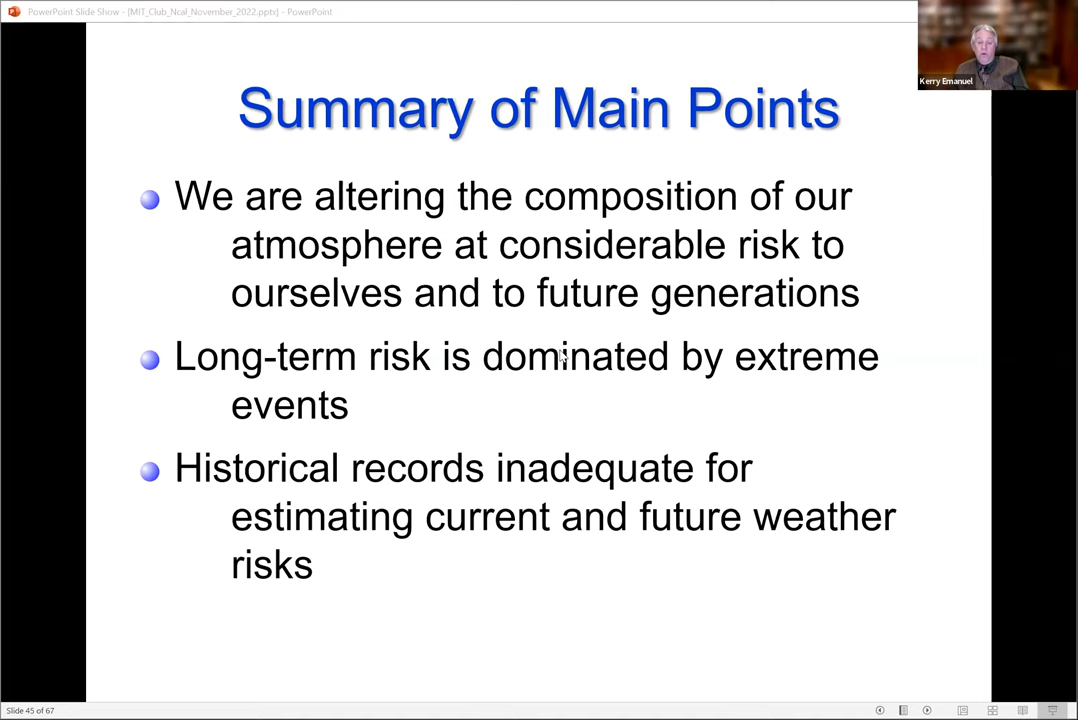 PowerPoint Slide Show - [MIT_Club_Ncal_November_2022.pptx] - PowerPoint
Kerry Emanuel
Summary of Main Points
We are altering the composition of our
atmosphere at considerable risk to
ourselves and to future generations
Long-term risk is dominated by extreme
events
Historical records inadequate for
estimating current and future weather
risks
Slide 45 of 67